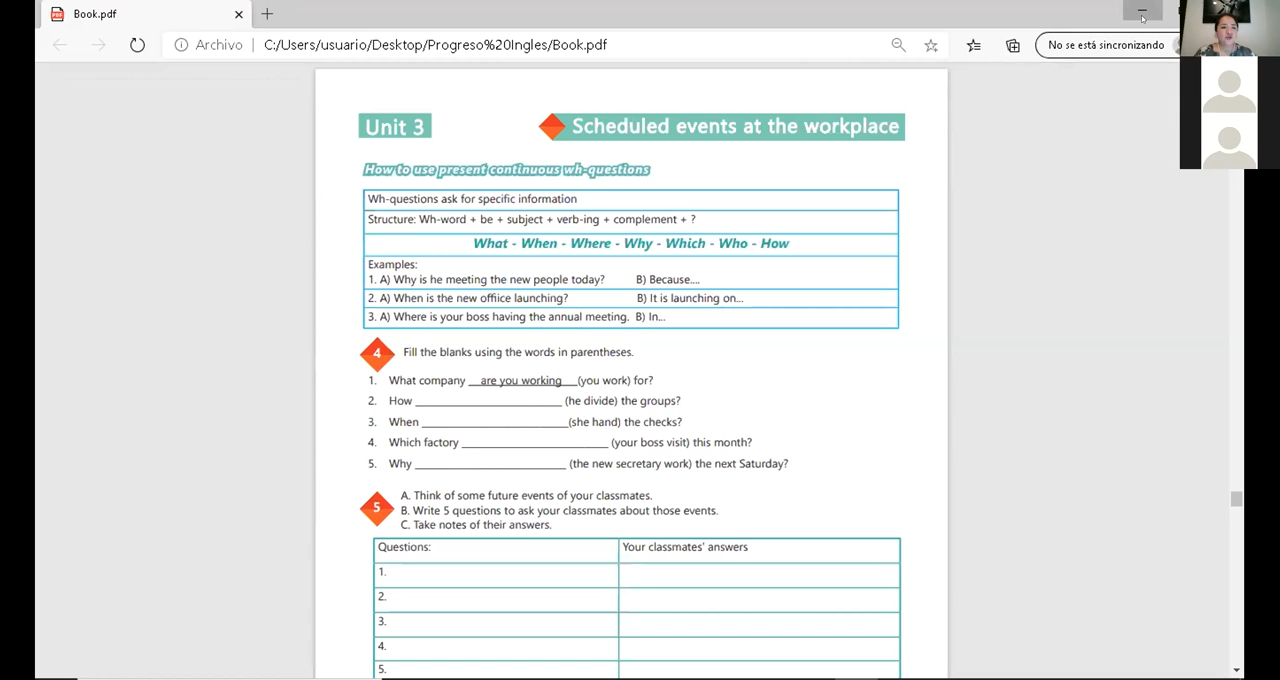 Book.pdf
Archivo | C:/Users/usuario/Desktop/Progreso%20Ingles/Book.pdf
No se está sincronizando
Unit 3
Scheduled events at the workplace
How to use present continuous wh-questions
Wh-questions ask for specific information
Structure: Wh-word + be + subject + verb-ing + complement + ?
What - When - Where - Why - Which - Who - How
Examples:
1. A) Why is he meeting the new people today? B) Because....
2. A) When is the new office launching? B) It is launching on...
3. A) Where is your boss having the annual meeting. B) In...
4 Fill the blanks using the words in parentheses.
1. What company __are you working__(you work) for?
2. How ______________________ (he divide) the groups?
3. When ______________________(she hand) the checks?
4. Which factory ______________________ (your boss visit) this month?
5. Why ______________________ (the new secretary work) the next Saturday?
5 A. Think of some future events of your classmates.
B. Write 5 questions to ask your classmates about those events.
C. Take notes of their answers.
Questions: Your classmates' answers
1.
2.
3.
4.
5.